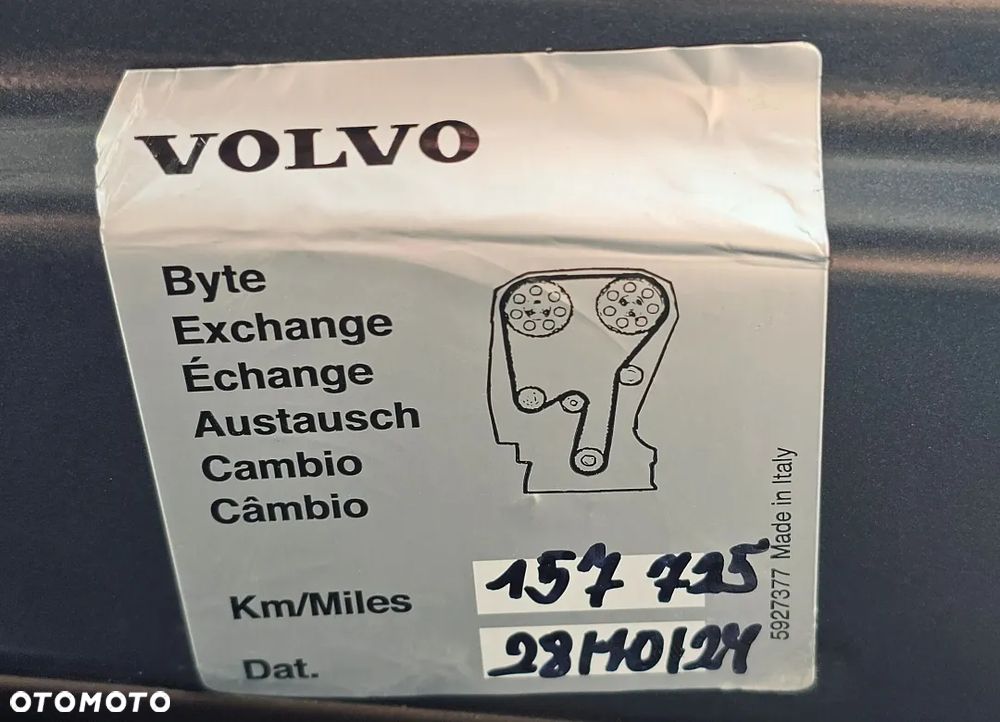 VOLVO
Byte
Exchange
Échange
Austausch
Cambio
Câmbio
Km/Miles 157 725
Dat. 28/10/24
5927377 Made in Italy
OTOMOTO